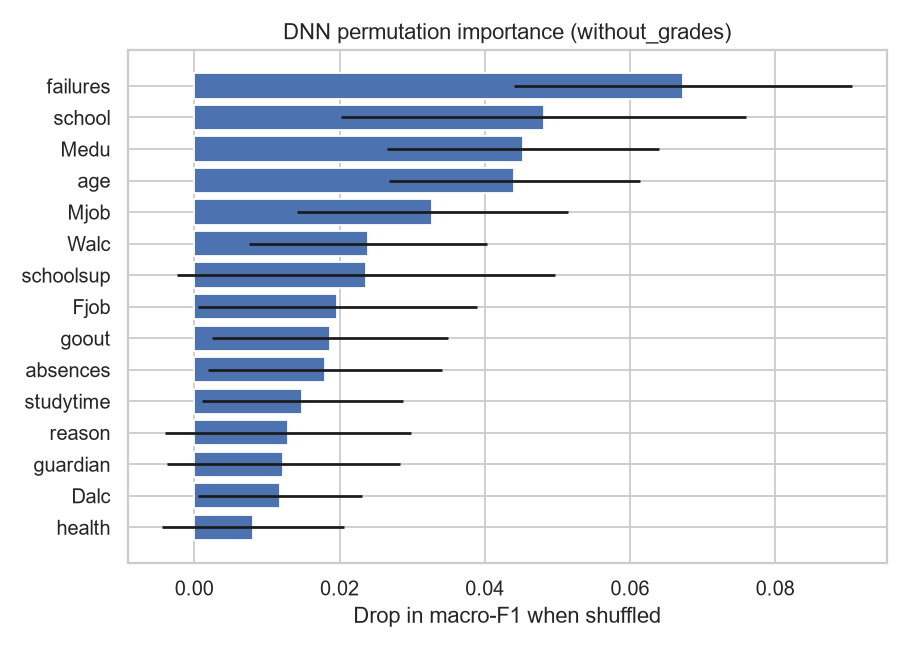 DNN permutation importance (without_grades)
failures
school
Medu
age
Mjob
Walc
schoolsup
Fjob
goout
absences
studytime
reason
guardian
Dalc
health
0.00 0.02 0.04 0.06 0.08
Drop in macro-F1 when shuffled